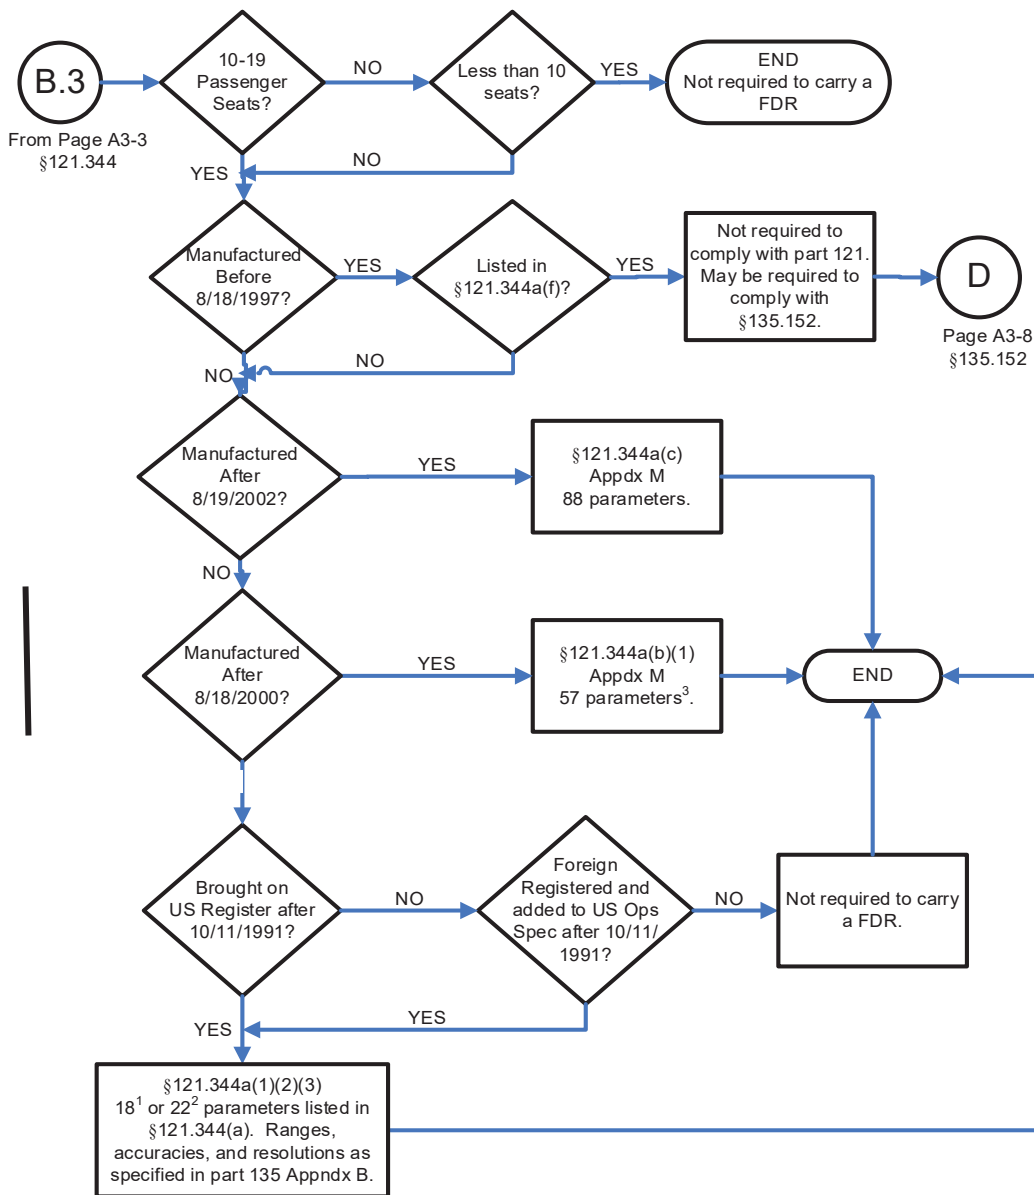 B.3
From Page A3-3
§121.344
10-19
Passenger
Seats?
NO
Less than 10
seats?
YES
END
Not required to carry a
FDR
YES
NO
Manufactured
Before
8/18/1997?
YES
Listed in
§121.344a(f)?
YES
Not required to
comply with part 121.
May be required to
comply with
§135.152.
D
Page A3-8
§135.152
NO
NO
Manufactured
After
8/19/2002?
YES
§121.344a(c)
Appdx M
88 parameters.
NO
Manufactured
After
8/18/2000?
YES
§121.344a(b)(1)
Appdx M
57 parameters³.
END
Brought on
US Register after
10/11/1991?
NO
Foreign
Registered and
added to US Ops
Spec after 10/11/
1991?
NO
Not required to carry
a FDR.
YES
YES
§121.344a(1)(2)(3)
18¹ or 22² parameters listed in
§121.344(a). Ranges,
accuracies, and resolutions as
specified in part 135 Appndx B.